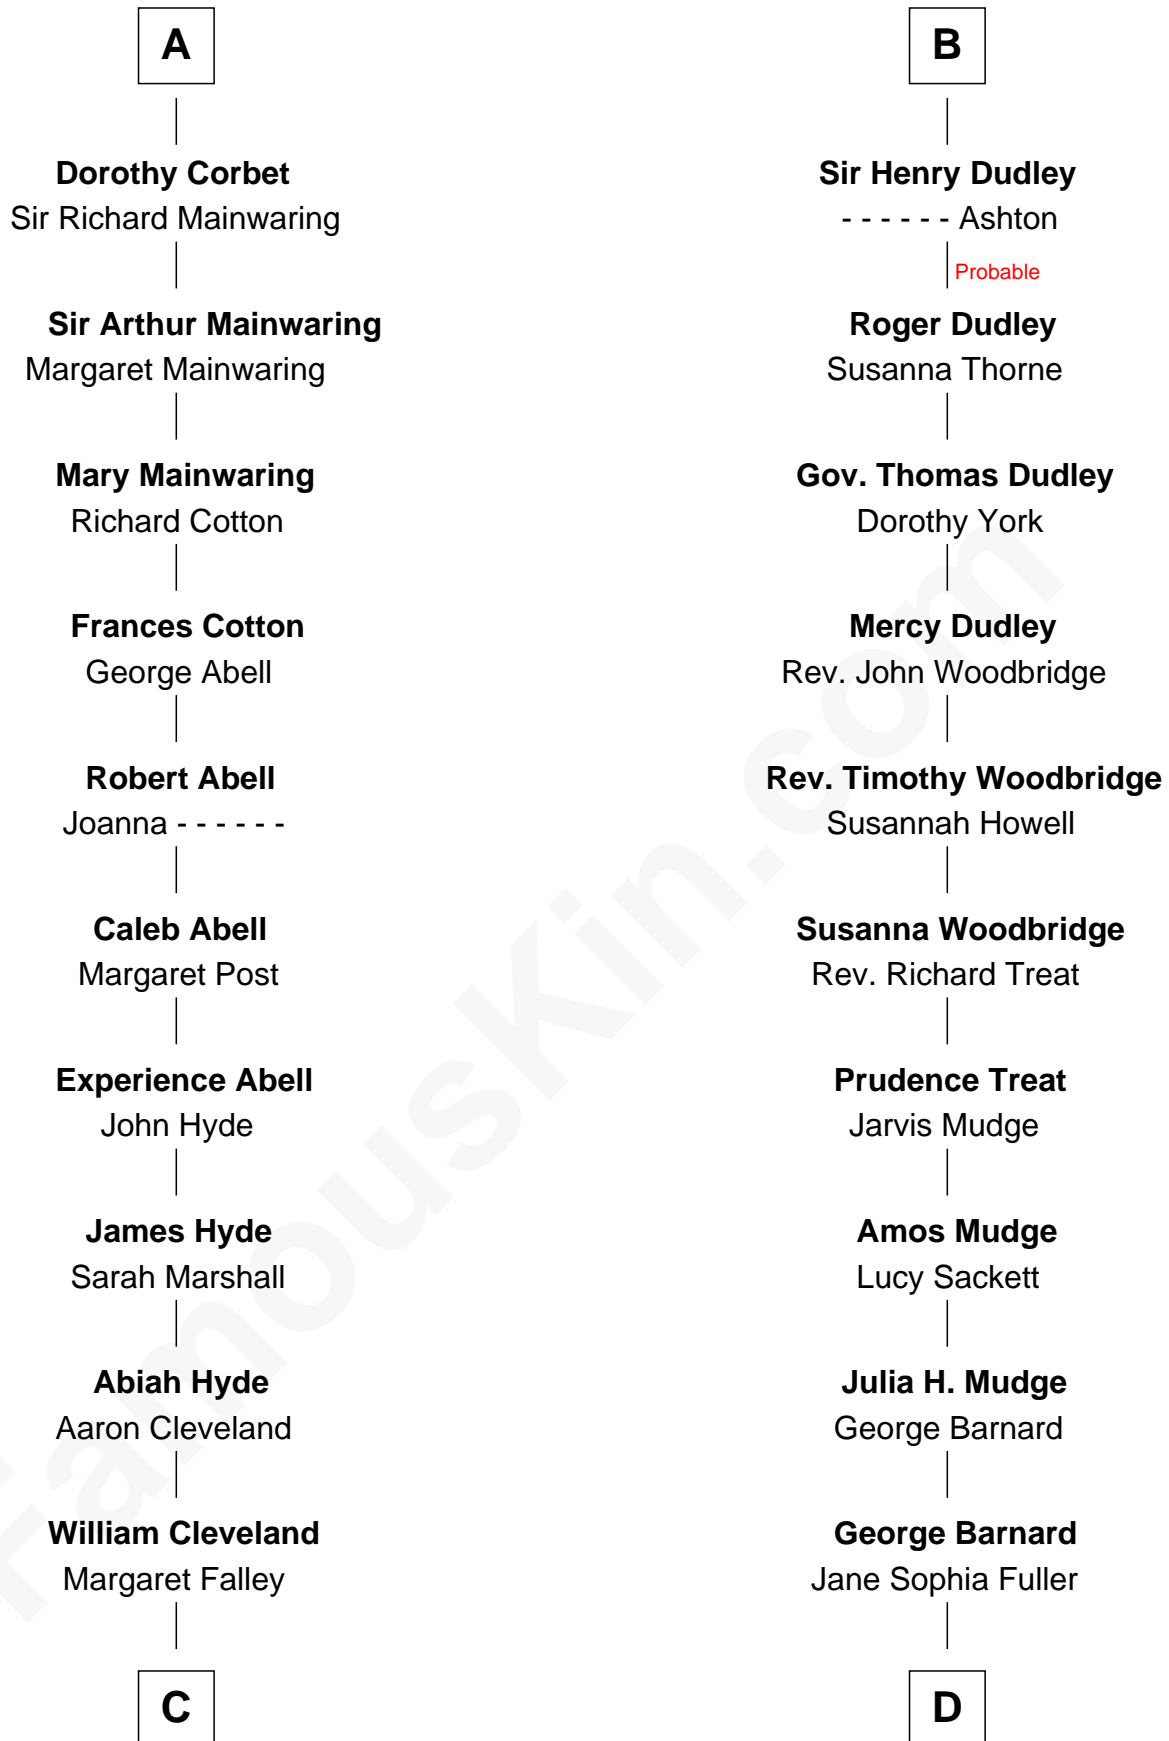 A
Dorothy Corbet
Sir Richard Mainwaring
Sir Arthur Mainwaring
Margaret Mainwaring
Mary Mainwaring
Richard Cotton
Frances Cotton
George Abell
Robert Abell
Joanna - - - - - -
Caleb Abell
Margaret Post
Experience Abell
John Hyde
James Hyde
Sarah Marshall
Abiah Hyde
Aaron Cleveland
William Cleveland
Margaret Falley
C
B
Sir Henry Dudley
- - - - - - Ashton
Probable
Roger Dudley
Susanna Thorne
Gov. Thomas Dudley
Dorothy York
Mercy Dudley
Rev. John Woodbridge
Rev. Timothy Woodbridge
Susannah Howell
Susanna Woodbridge
Rev. Richard Treat
Prudence Treat
Jarvis Mudge
Amos Mudge
Lucy Sackett
Julia H. Mudge
George Barnard
George Barnard
Jane Sophia Fuller
D
FamousKin.com